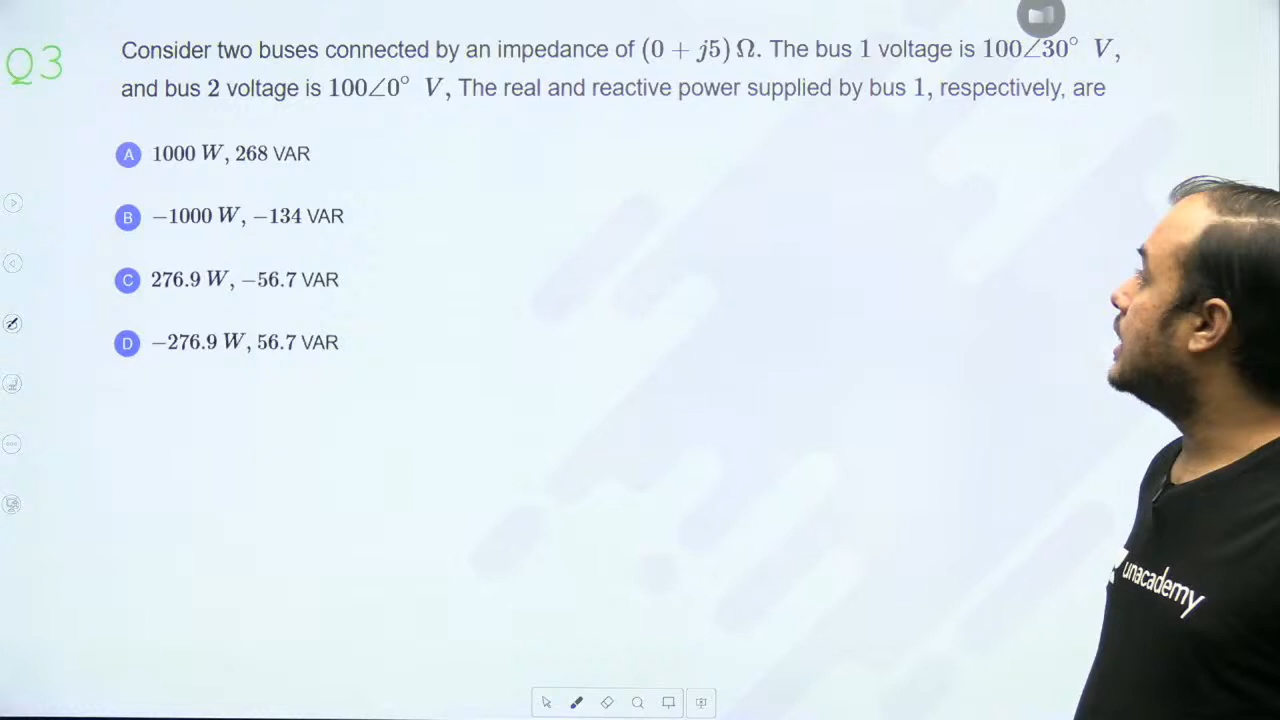 Q3
Consider two buses connected by an impedance of (0 + j5) Ω. The bus 1 voltage is 100∠30° V,
and bus 2 voltage is 100∠0° V, The real and reactive power supplied by bus 1, respectively, are
A 1000 W, 268 VAR
B −1000 W, −134 VAR
C 276.9 W, −56.7 VAR
D −276.9 W, 56.7 VAR
unacademy